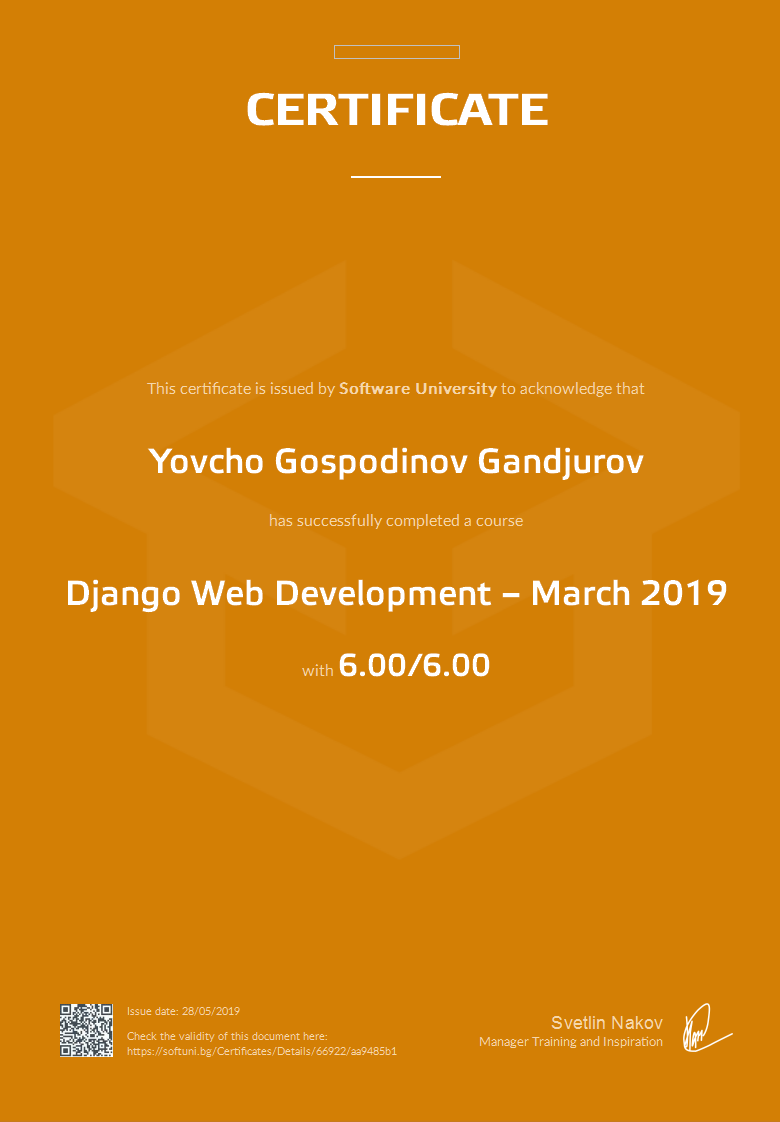 CERTIFICATE
This certificate is issued by Software University to acknowledge that
Yovcho Gospodinov Gandjurov
has successfully completed a course
Django Web Development – March 2019
with 6.00/6.00
Issue date: 28/05/2019
Check the validity of this document here:
https://softuni.bg/Certificates/Details/66922/aa9485b1
Svetlin Nakov
Manager Training and Inspiration